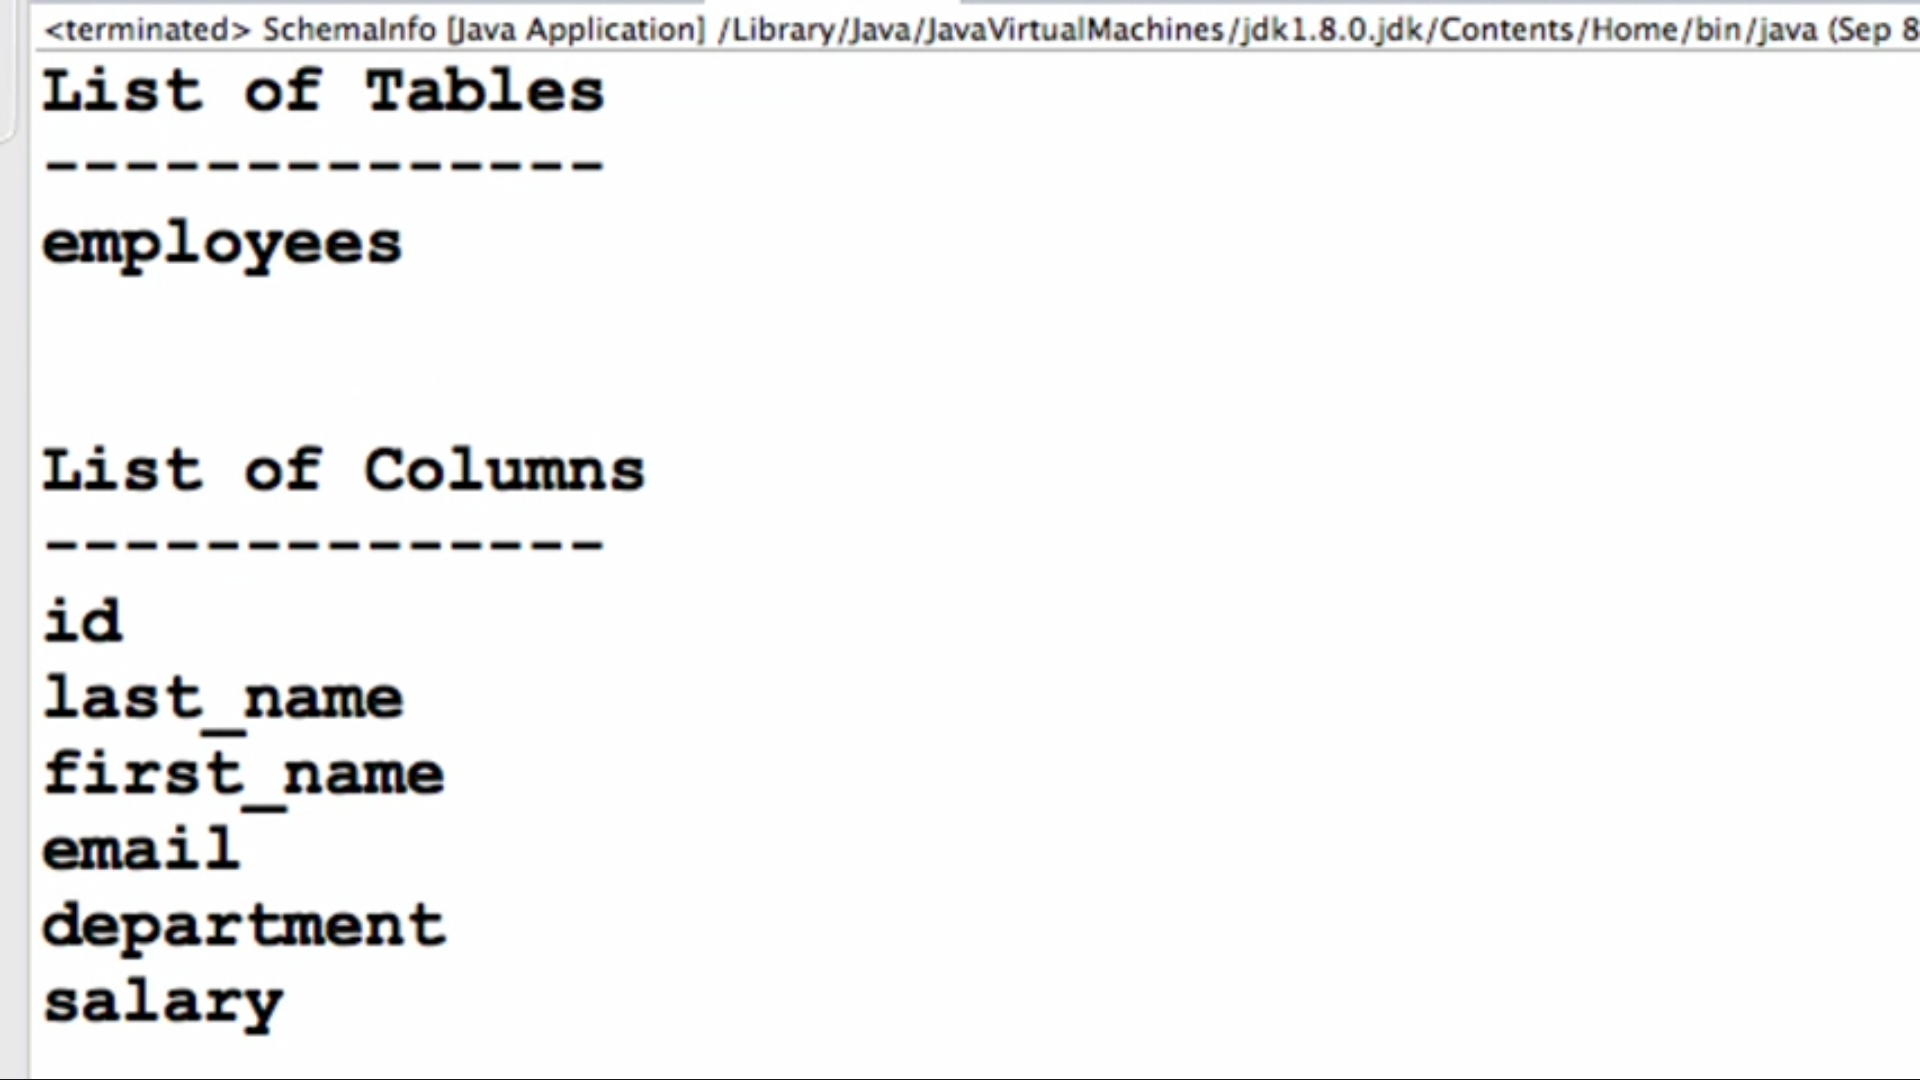 <terminated> SchemaInfo [Java Application] /Library/Java/JavaVirtualMachines/jdk1.8.0.jdk/Contents/Home/bin/java (Sep 8
List of Tables
--------------
employees
List of Columns
--------------
id
last_name
first_name
email
department
salary